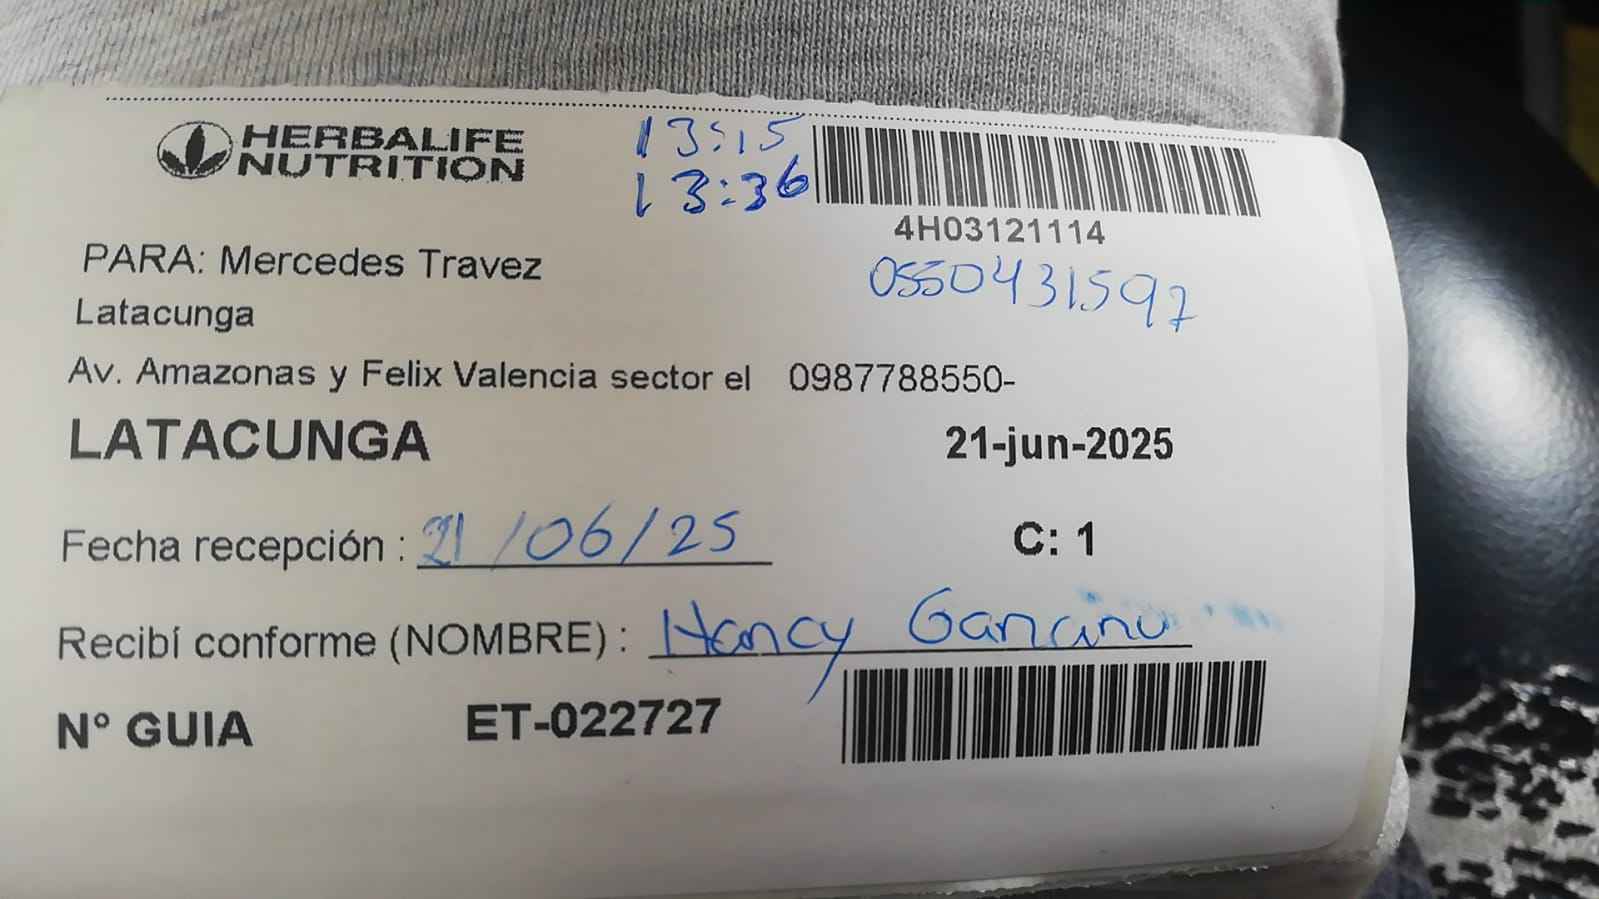 HERBALIFE
NUTRITION
13:15
13:36
4H03121114
0550431597
PARA: Mercedes Travez
Latacunga
Av. Amazonas y Felix Valencia sector el 0987788550-
LATACUNGA 21-jun-2025
Fecha recepción : 21/06/25 C: 1
Recibí conforme (NOMBRE) : Nancy
N° GUIA ET-022727